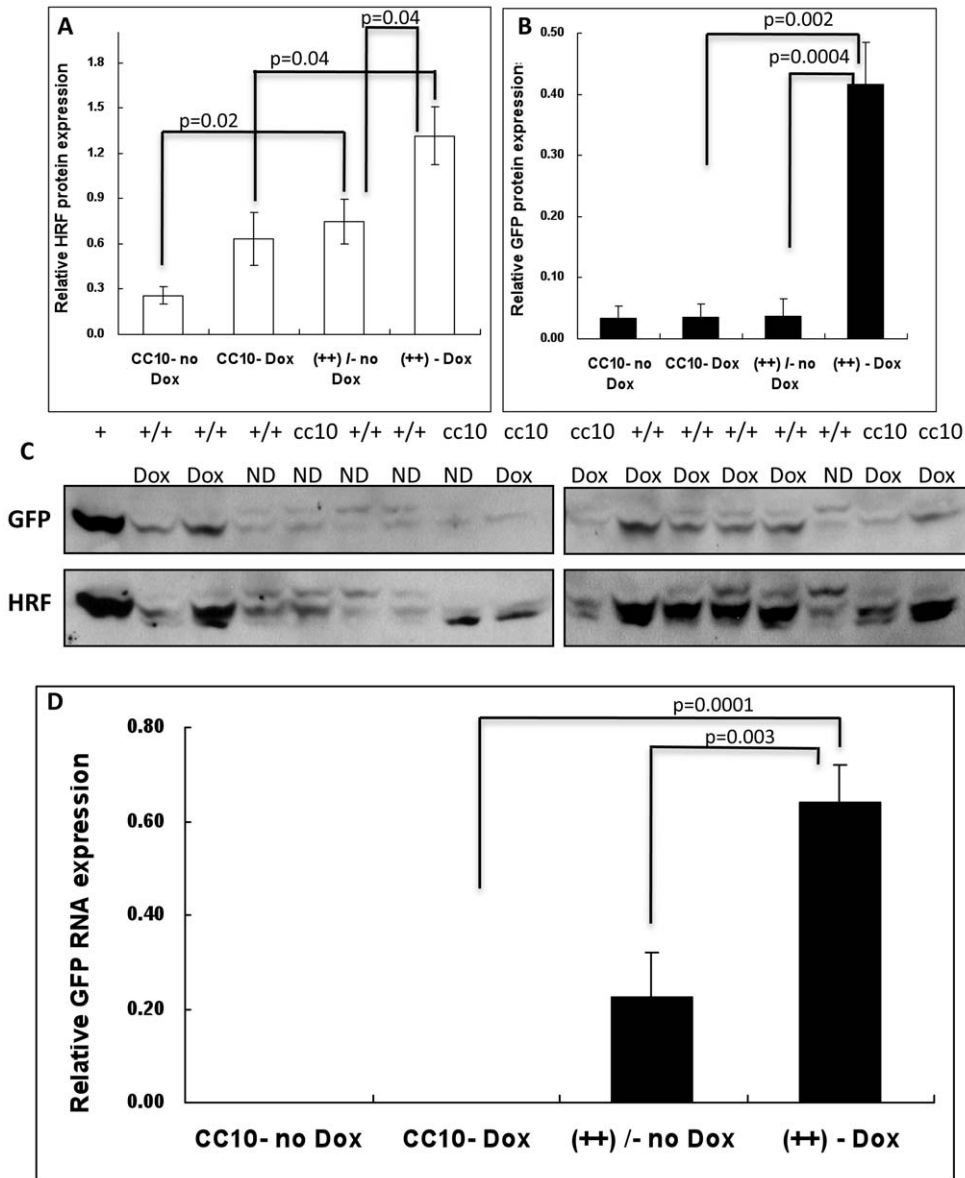 A
p=0.04
p=0.04
p=0.02
Relative HRF protein expression
1.8
1.5
1.2
0.9
0.6
0.3
0.0
CC10- no Dox
CC10- Dox
(++) /- no Dox
(++) - Dox
B
p=0.002
p=0.0004
Relative GFP protein expression:
0.50
0.40
0.30
0.20
0.10
0.00
CC10- no Dox
CC10- Dox
(++) /- no Dox
(++) - Dox
C
+ +/+ +/+ +/+ cc10 +/+ +/+ cc10 cc10 cc10 +/+ +/+ +/+ +/+ +/+ cc10 cc10
Dox Dox ND ND ND ND ND Dox Dox Dox Dox Dox Dox ND Dox Dox
GFP
HRF
D
p=0.0001
p=0.003
Relative GFP RNA expression
0.80
0.60
0.40
0.20
0.00
CC10- no Dox CC10- Dox (++) /- no Dox (++) - Dox